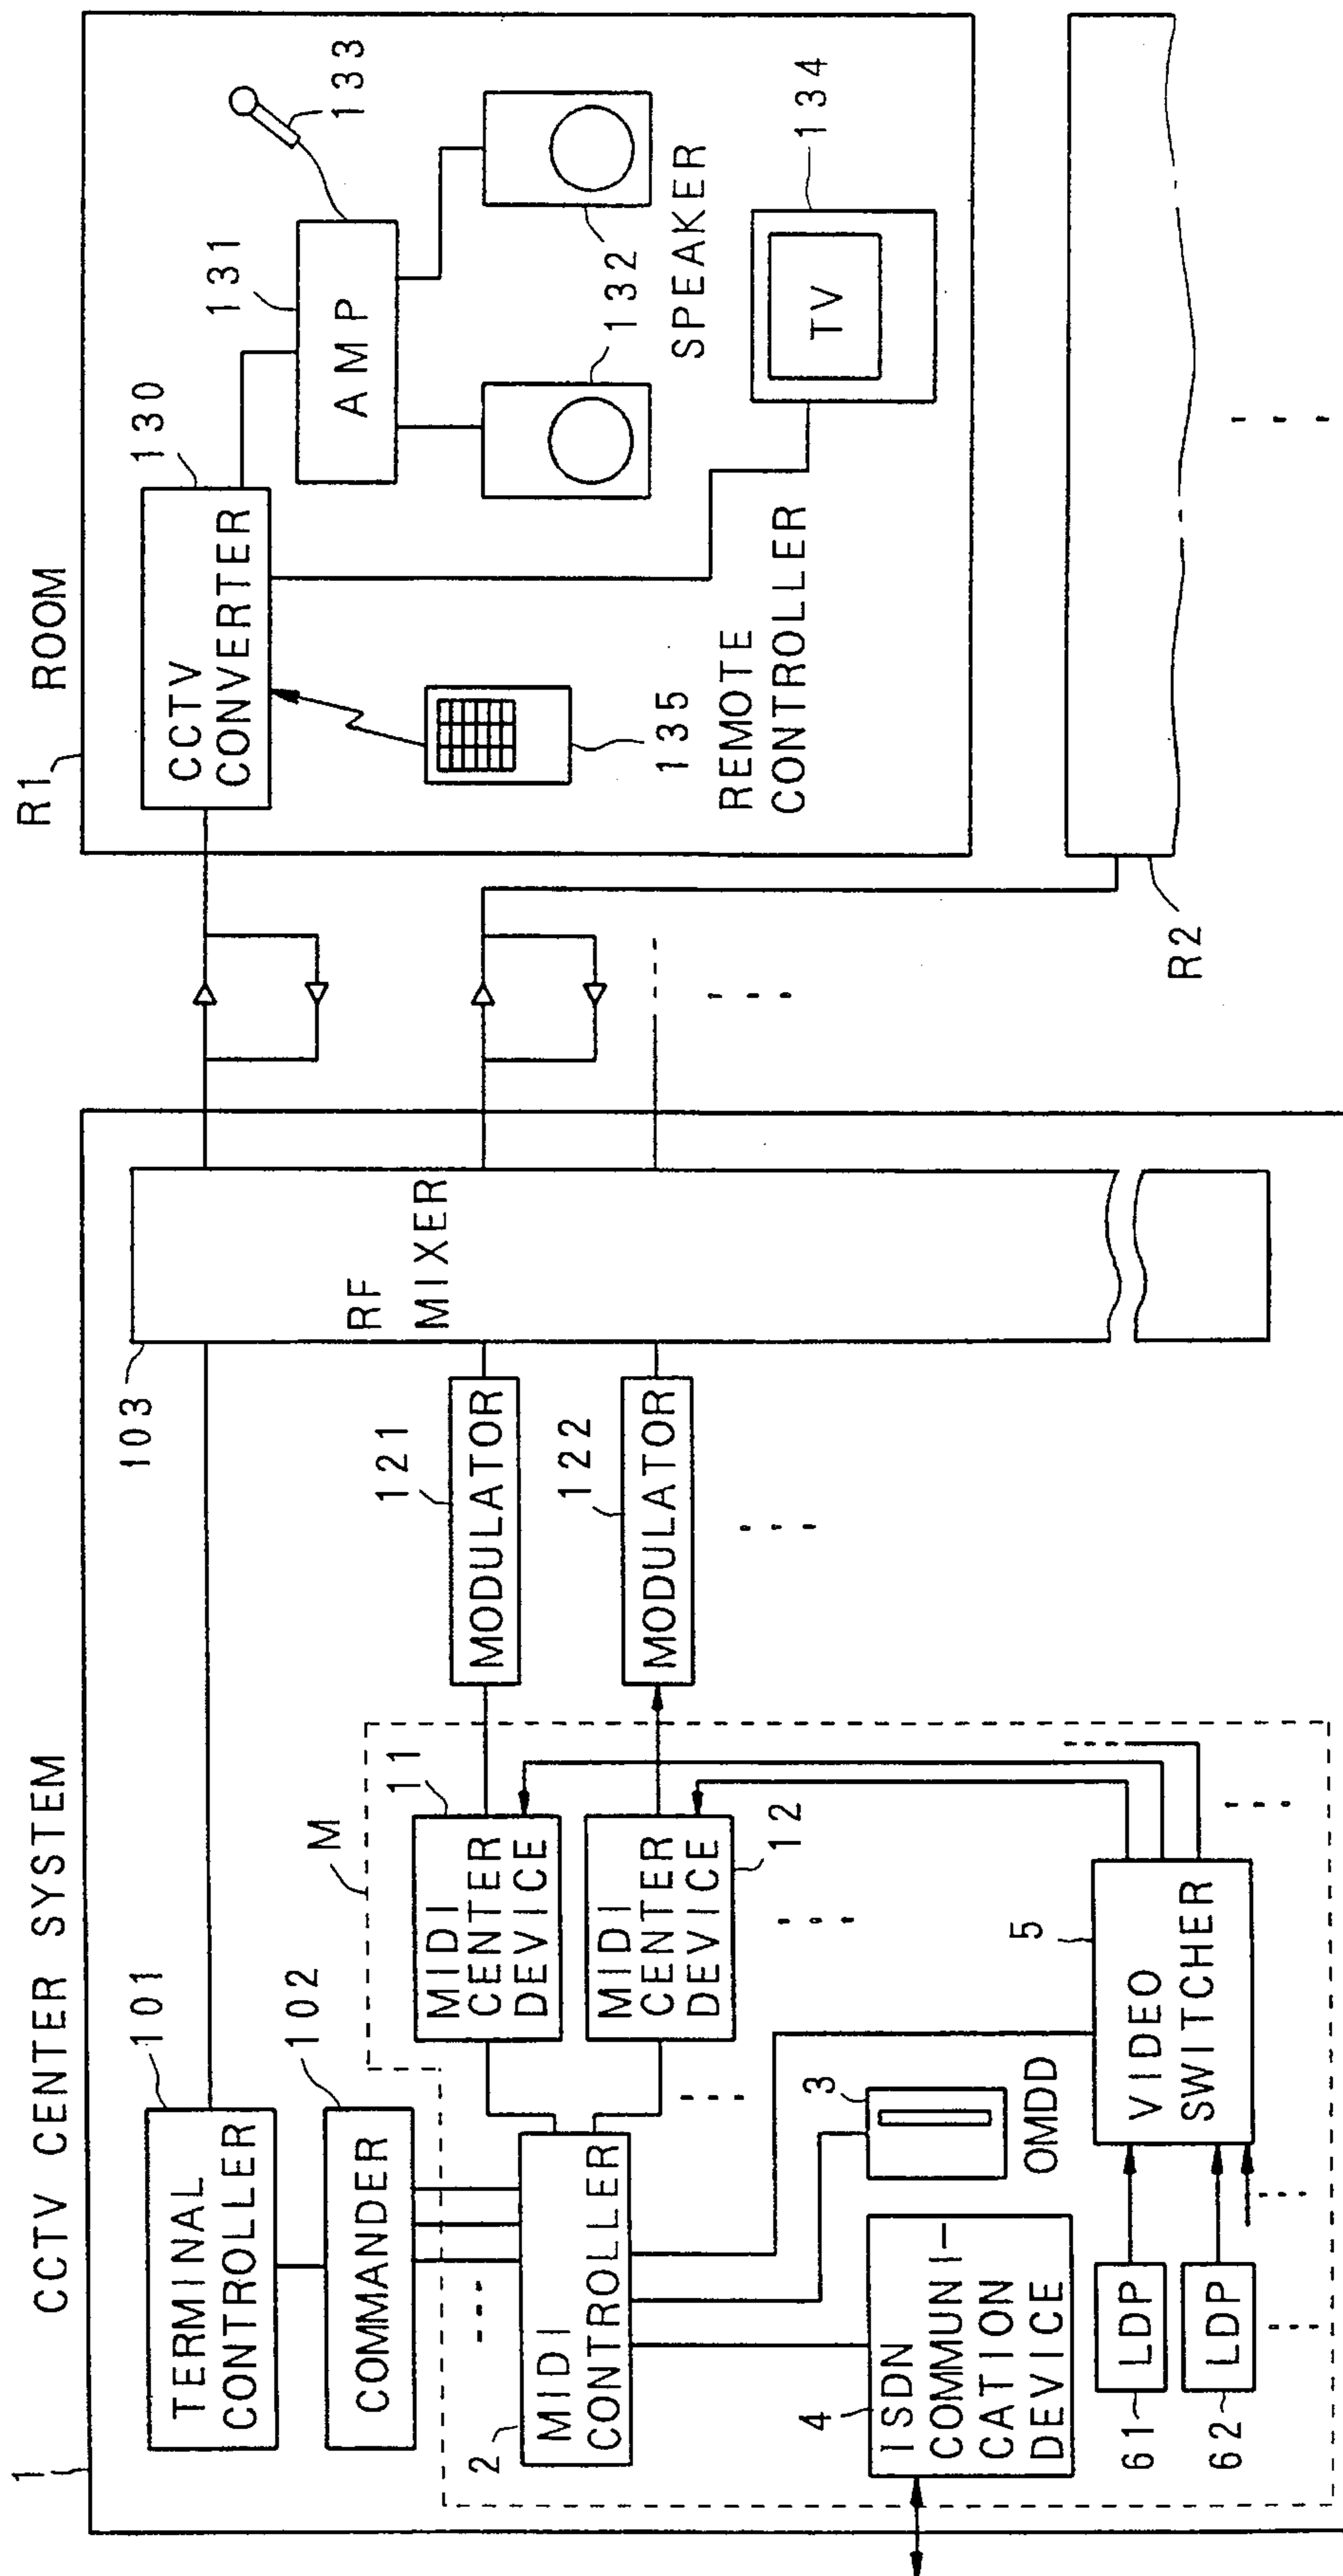 CCTV CENTER SYSTEM
1
TERMINAL
CONTROLLER
101
COMMANDER
102
103
M
2
MIDI
CONTROLLER
MIDI
CENTER
DEVICE
11
MIDI
CENTER
DEVICE
12
MODULATOR
121
MODULATOR
122
RF
MIXER
4
ISDN
COMMUNI-
CATION
DEVICE
3
OMDD
5
VIDEO
SWITCHER
61
LDP
62
LDP
R1
ROOM
CCTV
CONVERTER
130
AMP
131
133
132
SPEAKER
135
REMOTE
CONTROLLER
TV
134
R2